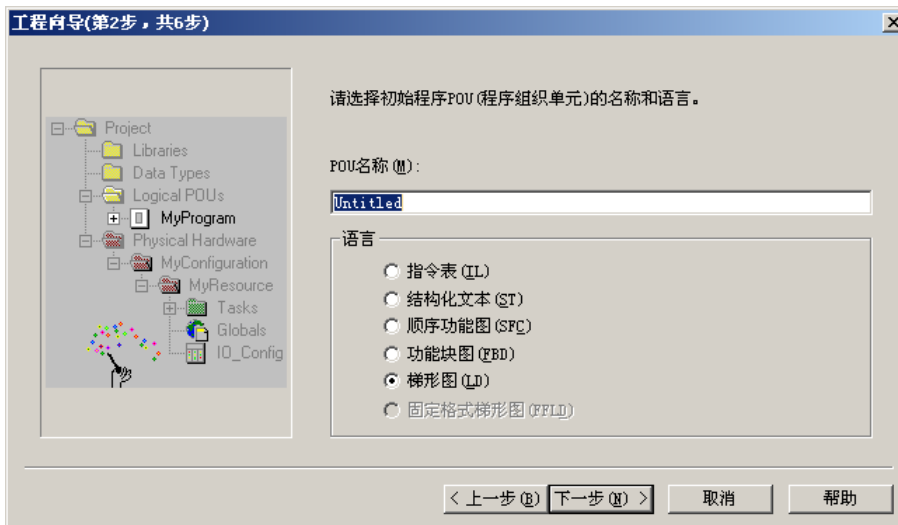 工程向导(第2步，共6步)
Project
Libraries
Data Types
Logical POUs
MyProgram
Physical Hardware
MyConfiguration
MyResource
Tasks
Globals
IO_Config
请选择初始程序POU(程序组织单元)的名称和语言。
POU名称(M):
Untitled
语言
指令表(IL)
结构化文本(ST)
顺序功能图(SFC)
功能块图(FBD)
梯形图(LD)
固定格式梯形图(FFLD)
< 上一步(B) 下一步(N) > 取消 帮助